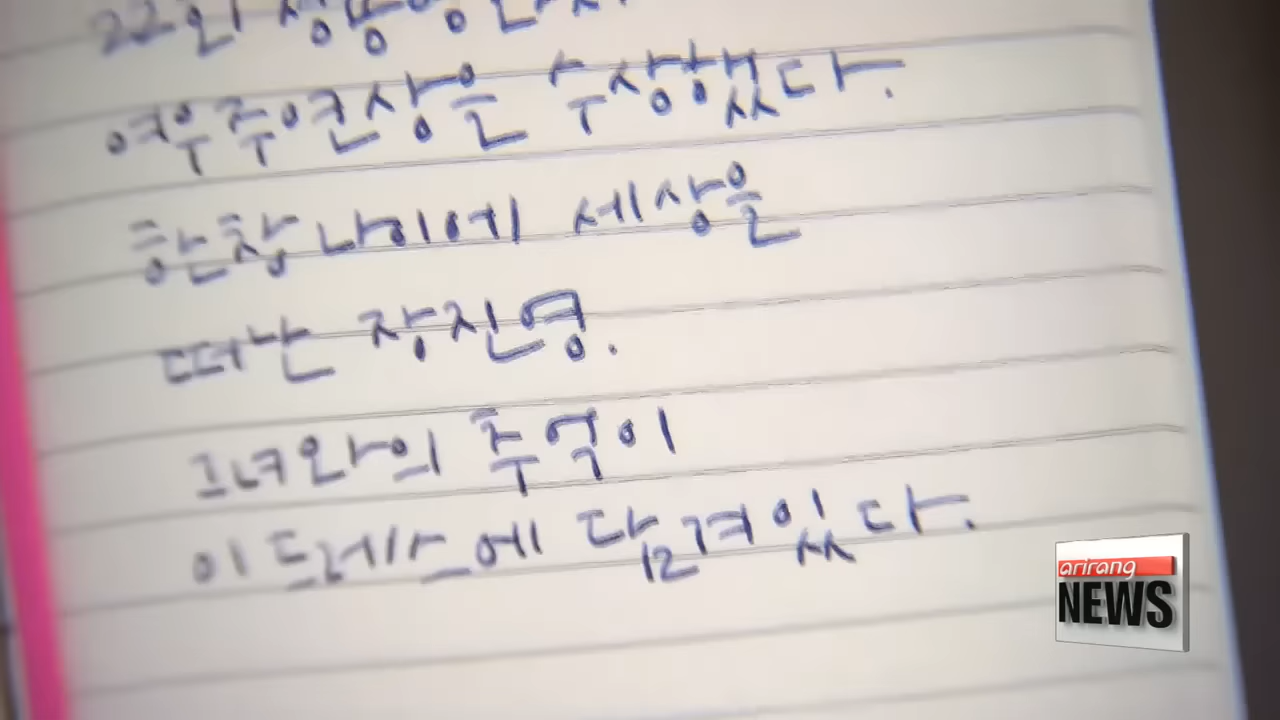 여우주연상을 수상했다.
한참 나이에 세상을
떠난 장진영.
그녀와의 추억이
이 드레스에 담겨있다.
arirang
NEWS